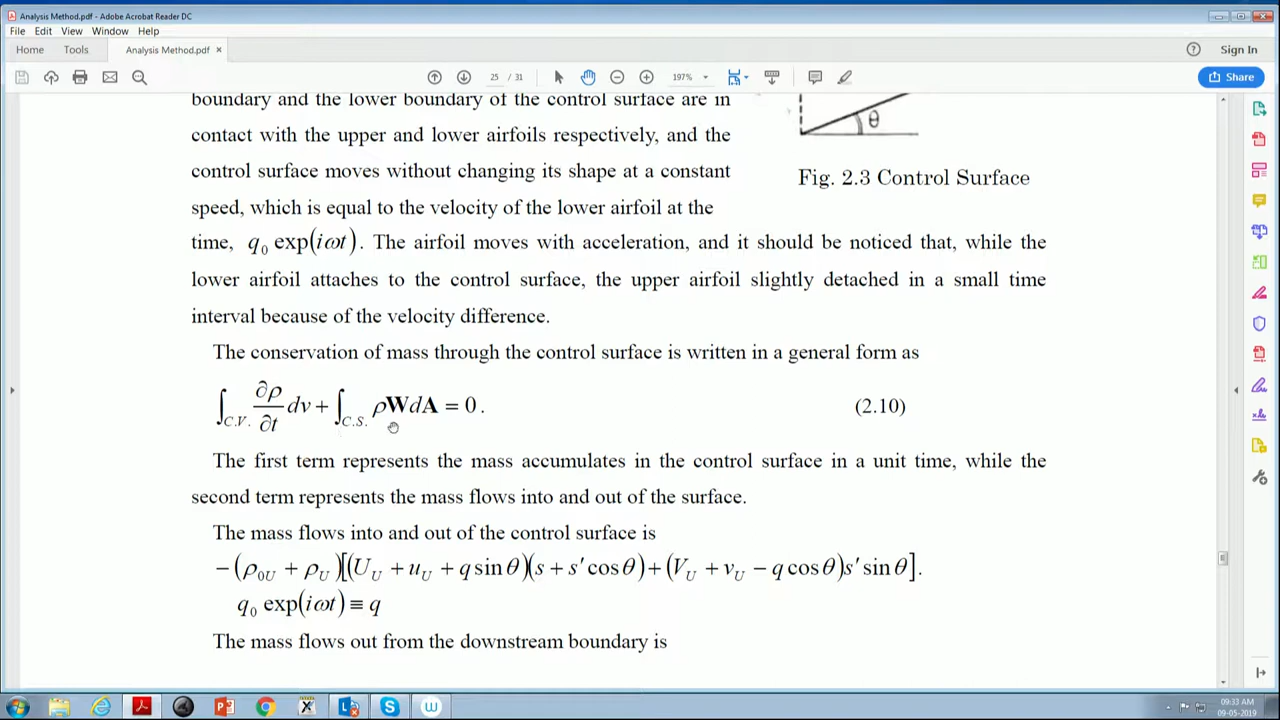 Analysis Method.pdf - Adobe Acrobat Reader DC
File Edit View Window Help
Home Tools Analysis Method.pdf × Sign In
25 / 31 197% Share
boundary and the lower boundary of the control surface are in
contact with the upper and lower airfoils respectively, and the
control surface moves without changing its shape at a constant
speed, which is equal to the velocity of the lower airfoil at the
θ
Fig. 2.3 Control Surface
time, q₀ exp(iωt). The airfoil moves with acceleration, and it should be noticed that, while the
lower airfoil attaches to the control surface, the upper airfoil slightly detached in a small time
interval because of the velocity difference.
The conservation of mass through the control surface is written in a general form as
∫C.V. ∂ρ/∂t dv + ∫C.S. ρWdA = 0. (2.10)
The first term represents the mass accumulates in the control surface in a unit time, while the
second term represents the mass flows into and out of the surface.
The mass flows into and out of the control surface is
−(ρ₀U + ρU)[(UU + uU + q sin θ)(s + s′ cos θ) + (VU + vU − q cos θ)s′ sin θ].
q₀ exp(iωt) ≡ q
The mass flows out from the downstream boundary is
09:33 AM
09-05-2019